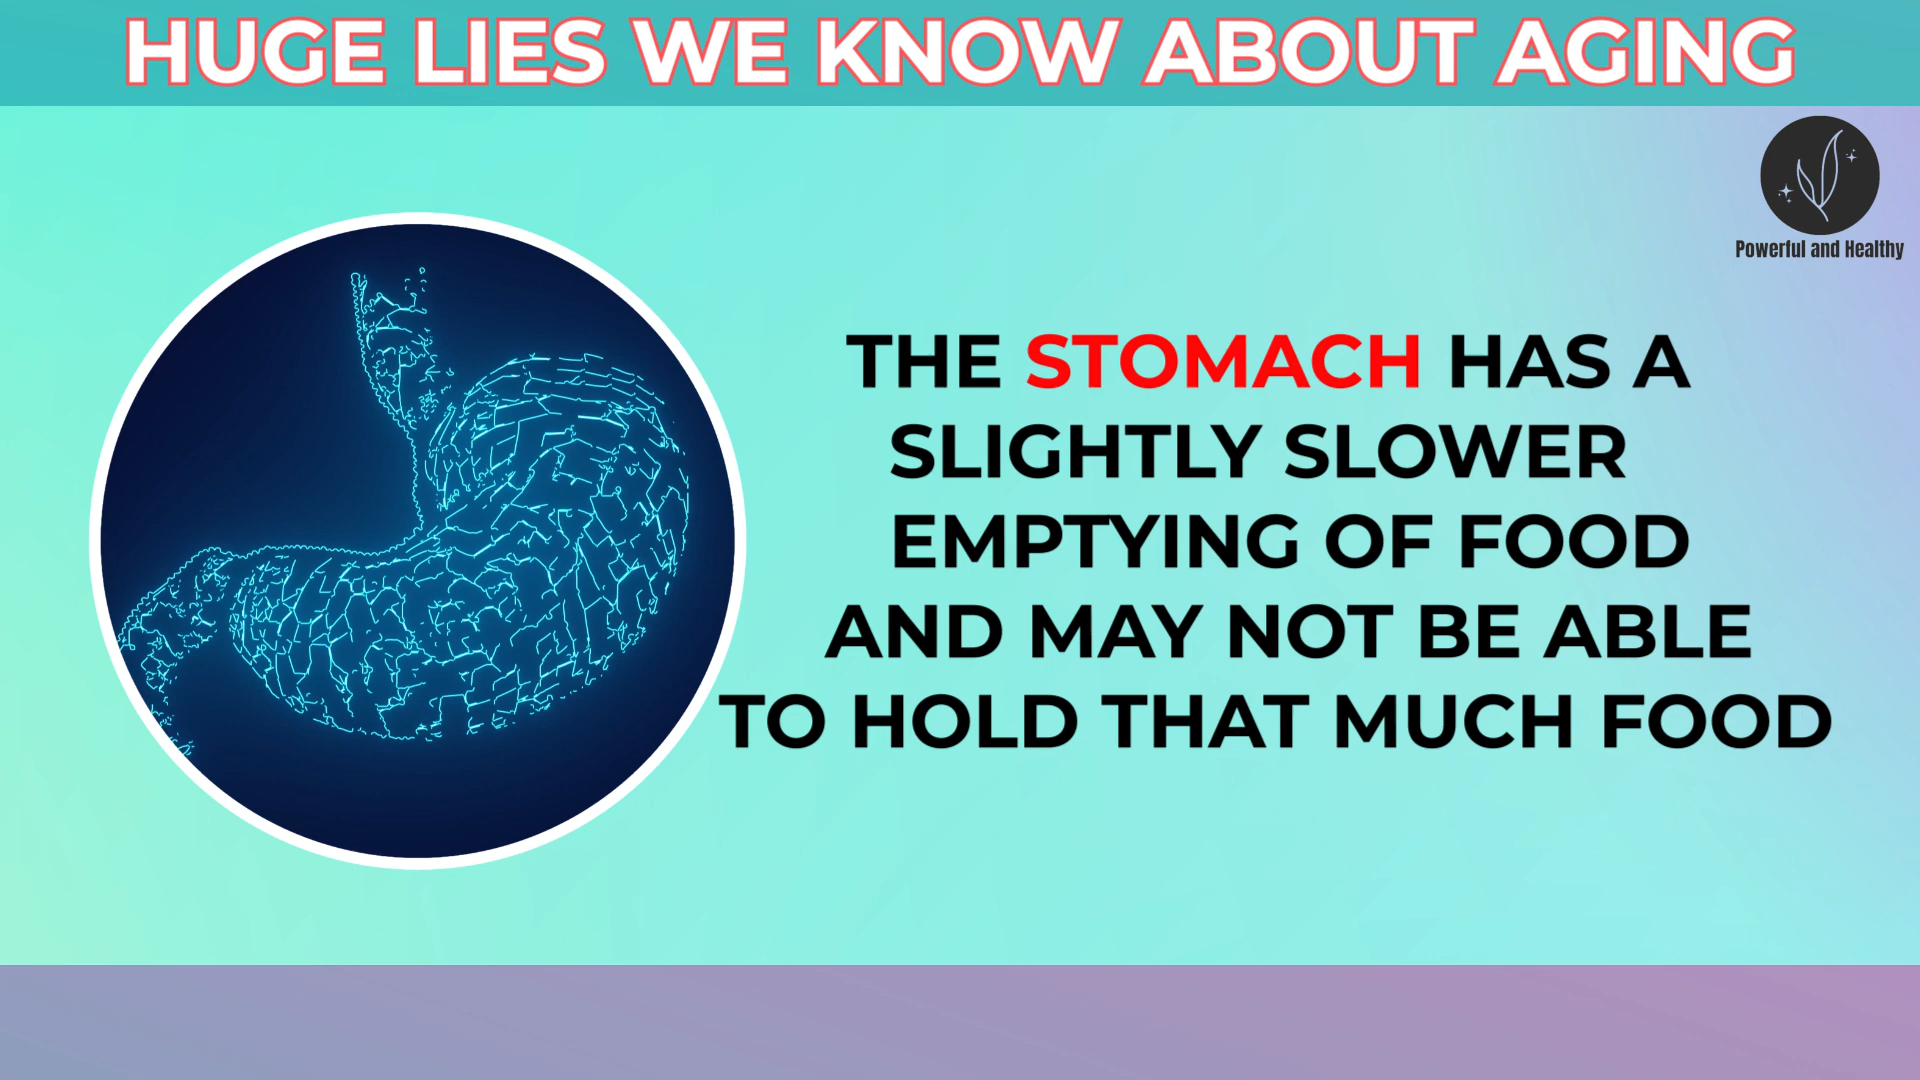 HUGE LIES WE KNOW ABOUT AGING
Powerful and Healthy
THE STOMACH HAS A
SLIGHTLY SLOWER
EMPTYING OF FOOD
AND MAY NOT BE ABLE
TO HOLD THAT MUCH FOOD